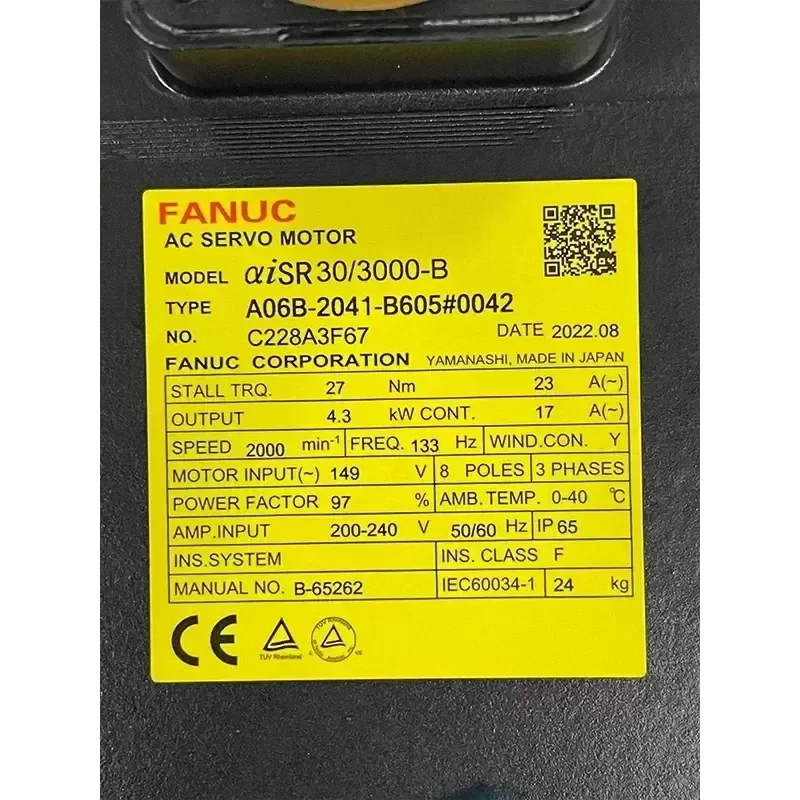 FANUC
AC SERVO MOTOR
MODEL αiSR30/3000-B
TYPE A06B-2041-B605#0042
NO. C228A3F67 DATE 2022.08
FANUC CORPORATION YAMANASHI, MADE IN JAPAN
STALL TRQ. 27 Nm 23 A(~)
OUTPUT 4.3 kW CONT. 17 A(~)
SPEED 2000 min-1 FREQ. 133 Hz WIND.CON. Y
MOTOR INPUT(~) 149 V 8 POLES 3 PHASES
POWER FACTOR 97 % AMB.TEMP. 0-40 °C
AMP.INPUT 200-240 V 50/60 Hz IP 65
INS.SYSTEM INS. CLASS F
MANUAL NO. B-65262 IEC60034-1 24 kg
CE
TÜV Rheinland